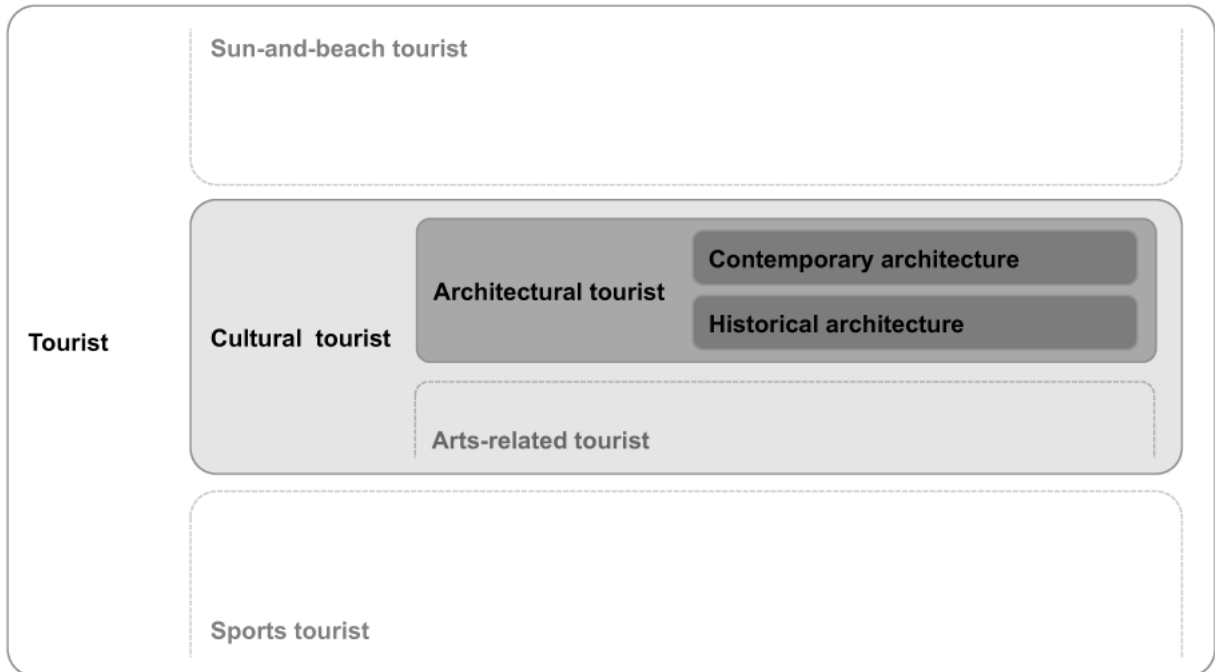 Sun-and-beach tourist
Contemporary architecture
Architectural tourist
Historical architecture
Tourist
Cultural tourist
Arts-related tourist
Sports tourist